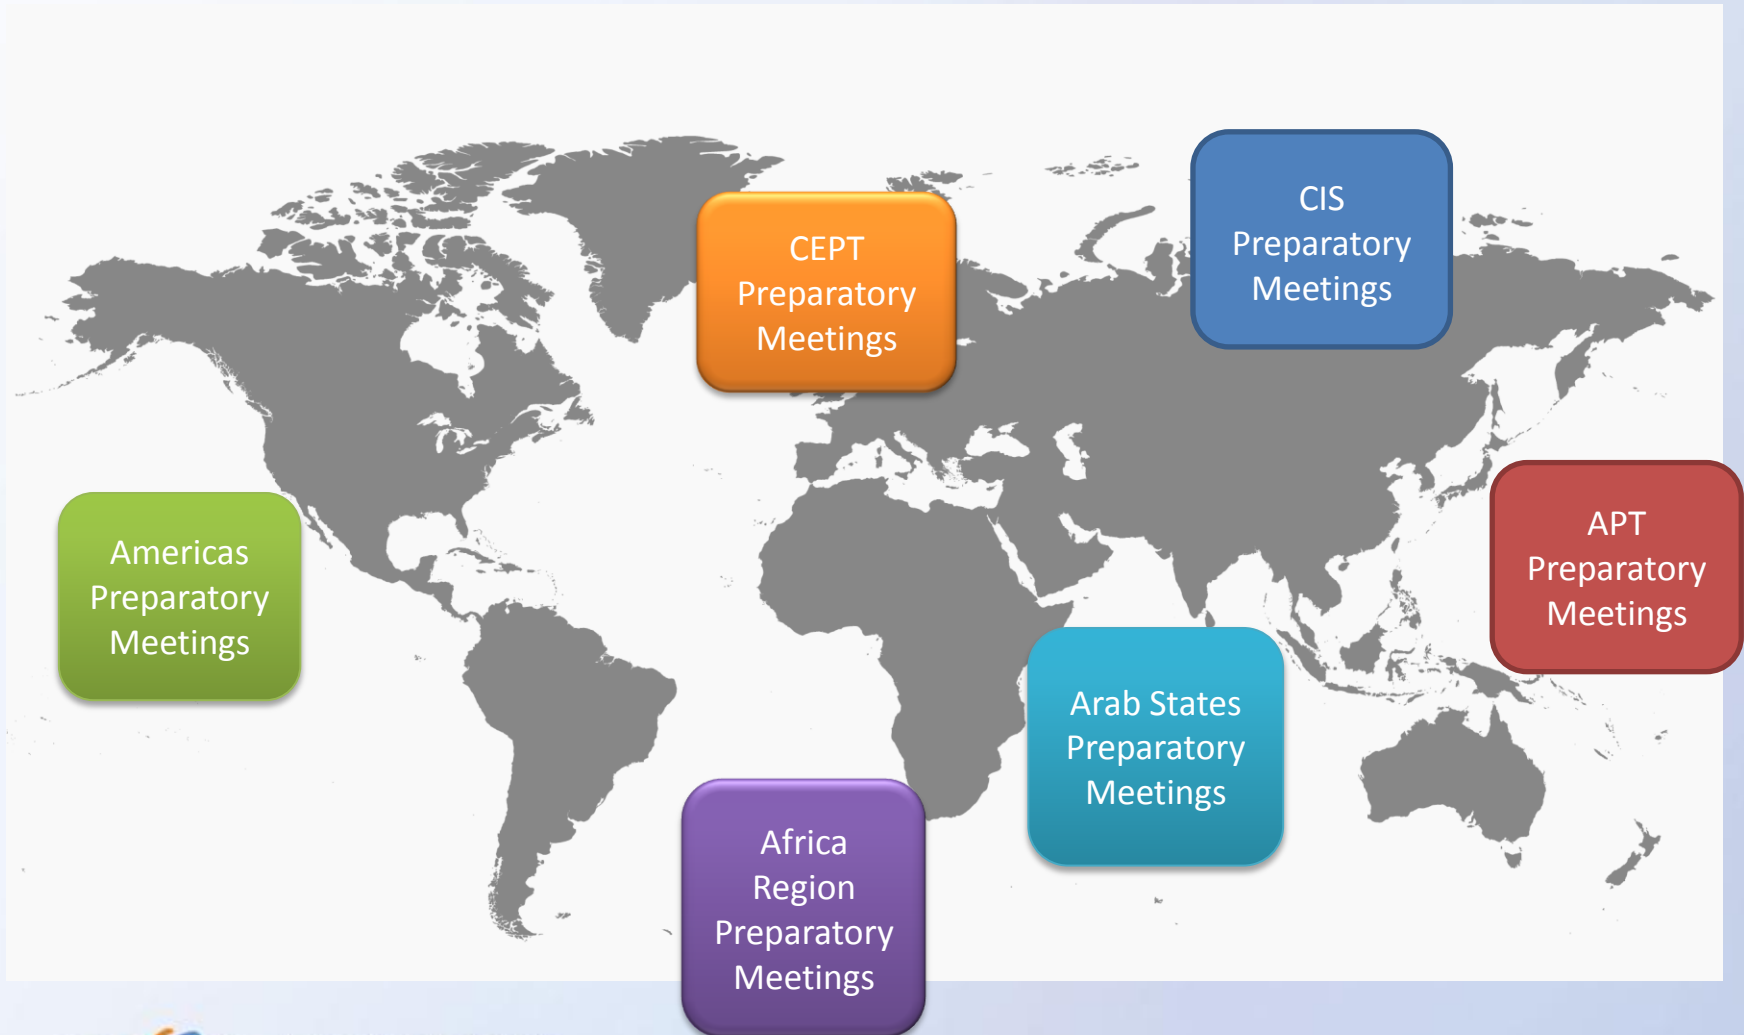 CIS
Preparatory
Meetings
CEPT
Preparatory
Meetings
APT
Preparatory
Meetings
Americas
Preparatory
Meetings
Arab States
Preparatory
Meetings
Africa
Region
Preparatory
Meetings